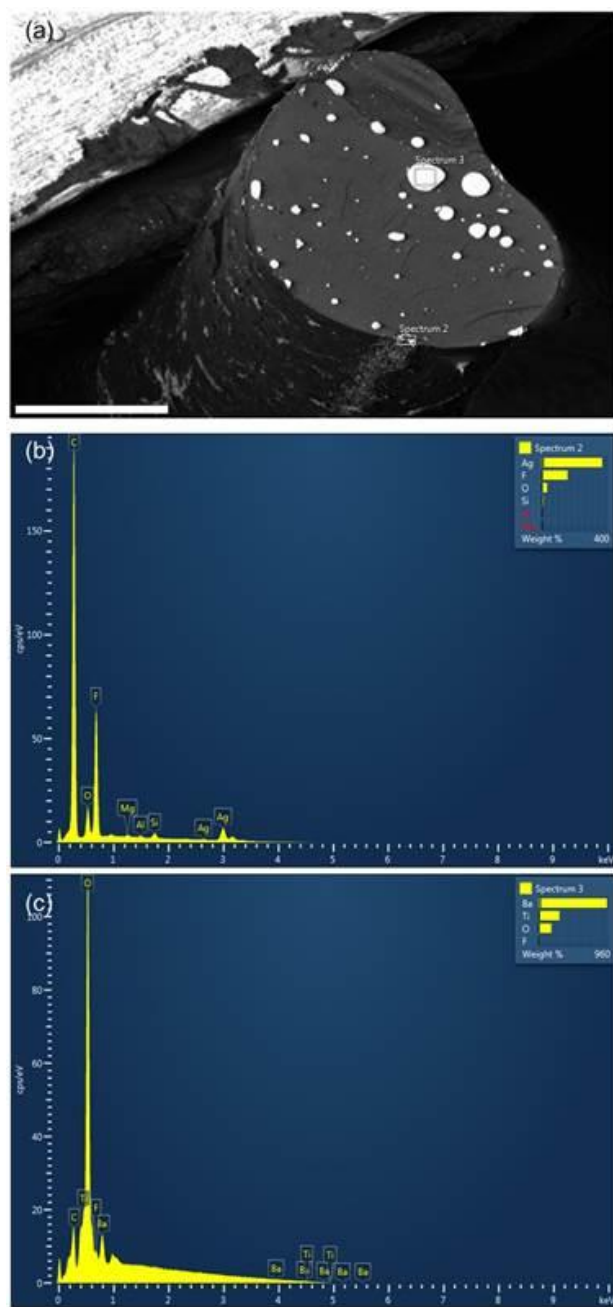 (a)
Spectrum 3
Spectrum 2
(b)
C
Spectrum 2
Ag
F
O
Si
Weight % 400
150
100
50
0
cps/eV
F
O
Mg
Al
Si
Ag
Ag
0 1 2 3 4 5 6 7 8 9 keV
(c)
O
Spectrum 3
Ba
Ti
O
F
Weight % 960
100
80
60
40
20
0
cps/eV
C
Ti
F
Ba
Ti Ti
Ba Ba Ba Ba Ba
0 1 2 3 4 5 6 7 8 9 keV